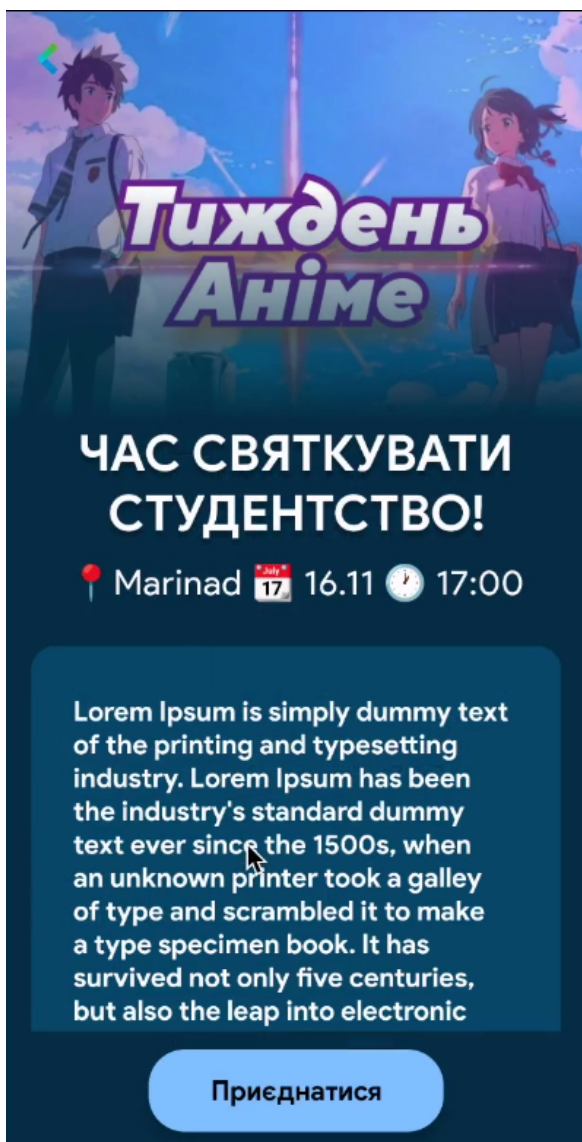 Тиждень
Аніме
ЧАС СВЯТКУВАТИ
СТУДЕНТСТВО!
📍 Marinad 📅 16.11 🕐 17:00
Lorem Ipsum is simply dummy text
of the printing and typesetting
industry. Lorem Ipsum has been
the industry's standard dummy
text ever since the 1500s, when
an unknown printer took a galley
of type and scrambled it to make
a type specimen book. It has
survived not only five centuries,
but also the leap into electronic
Приєднатися